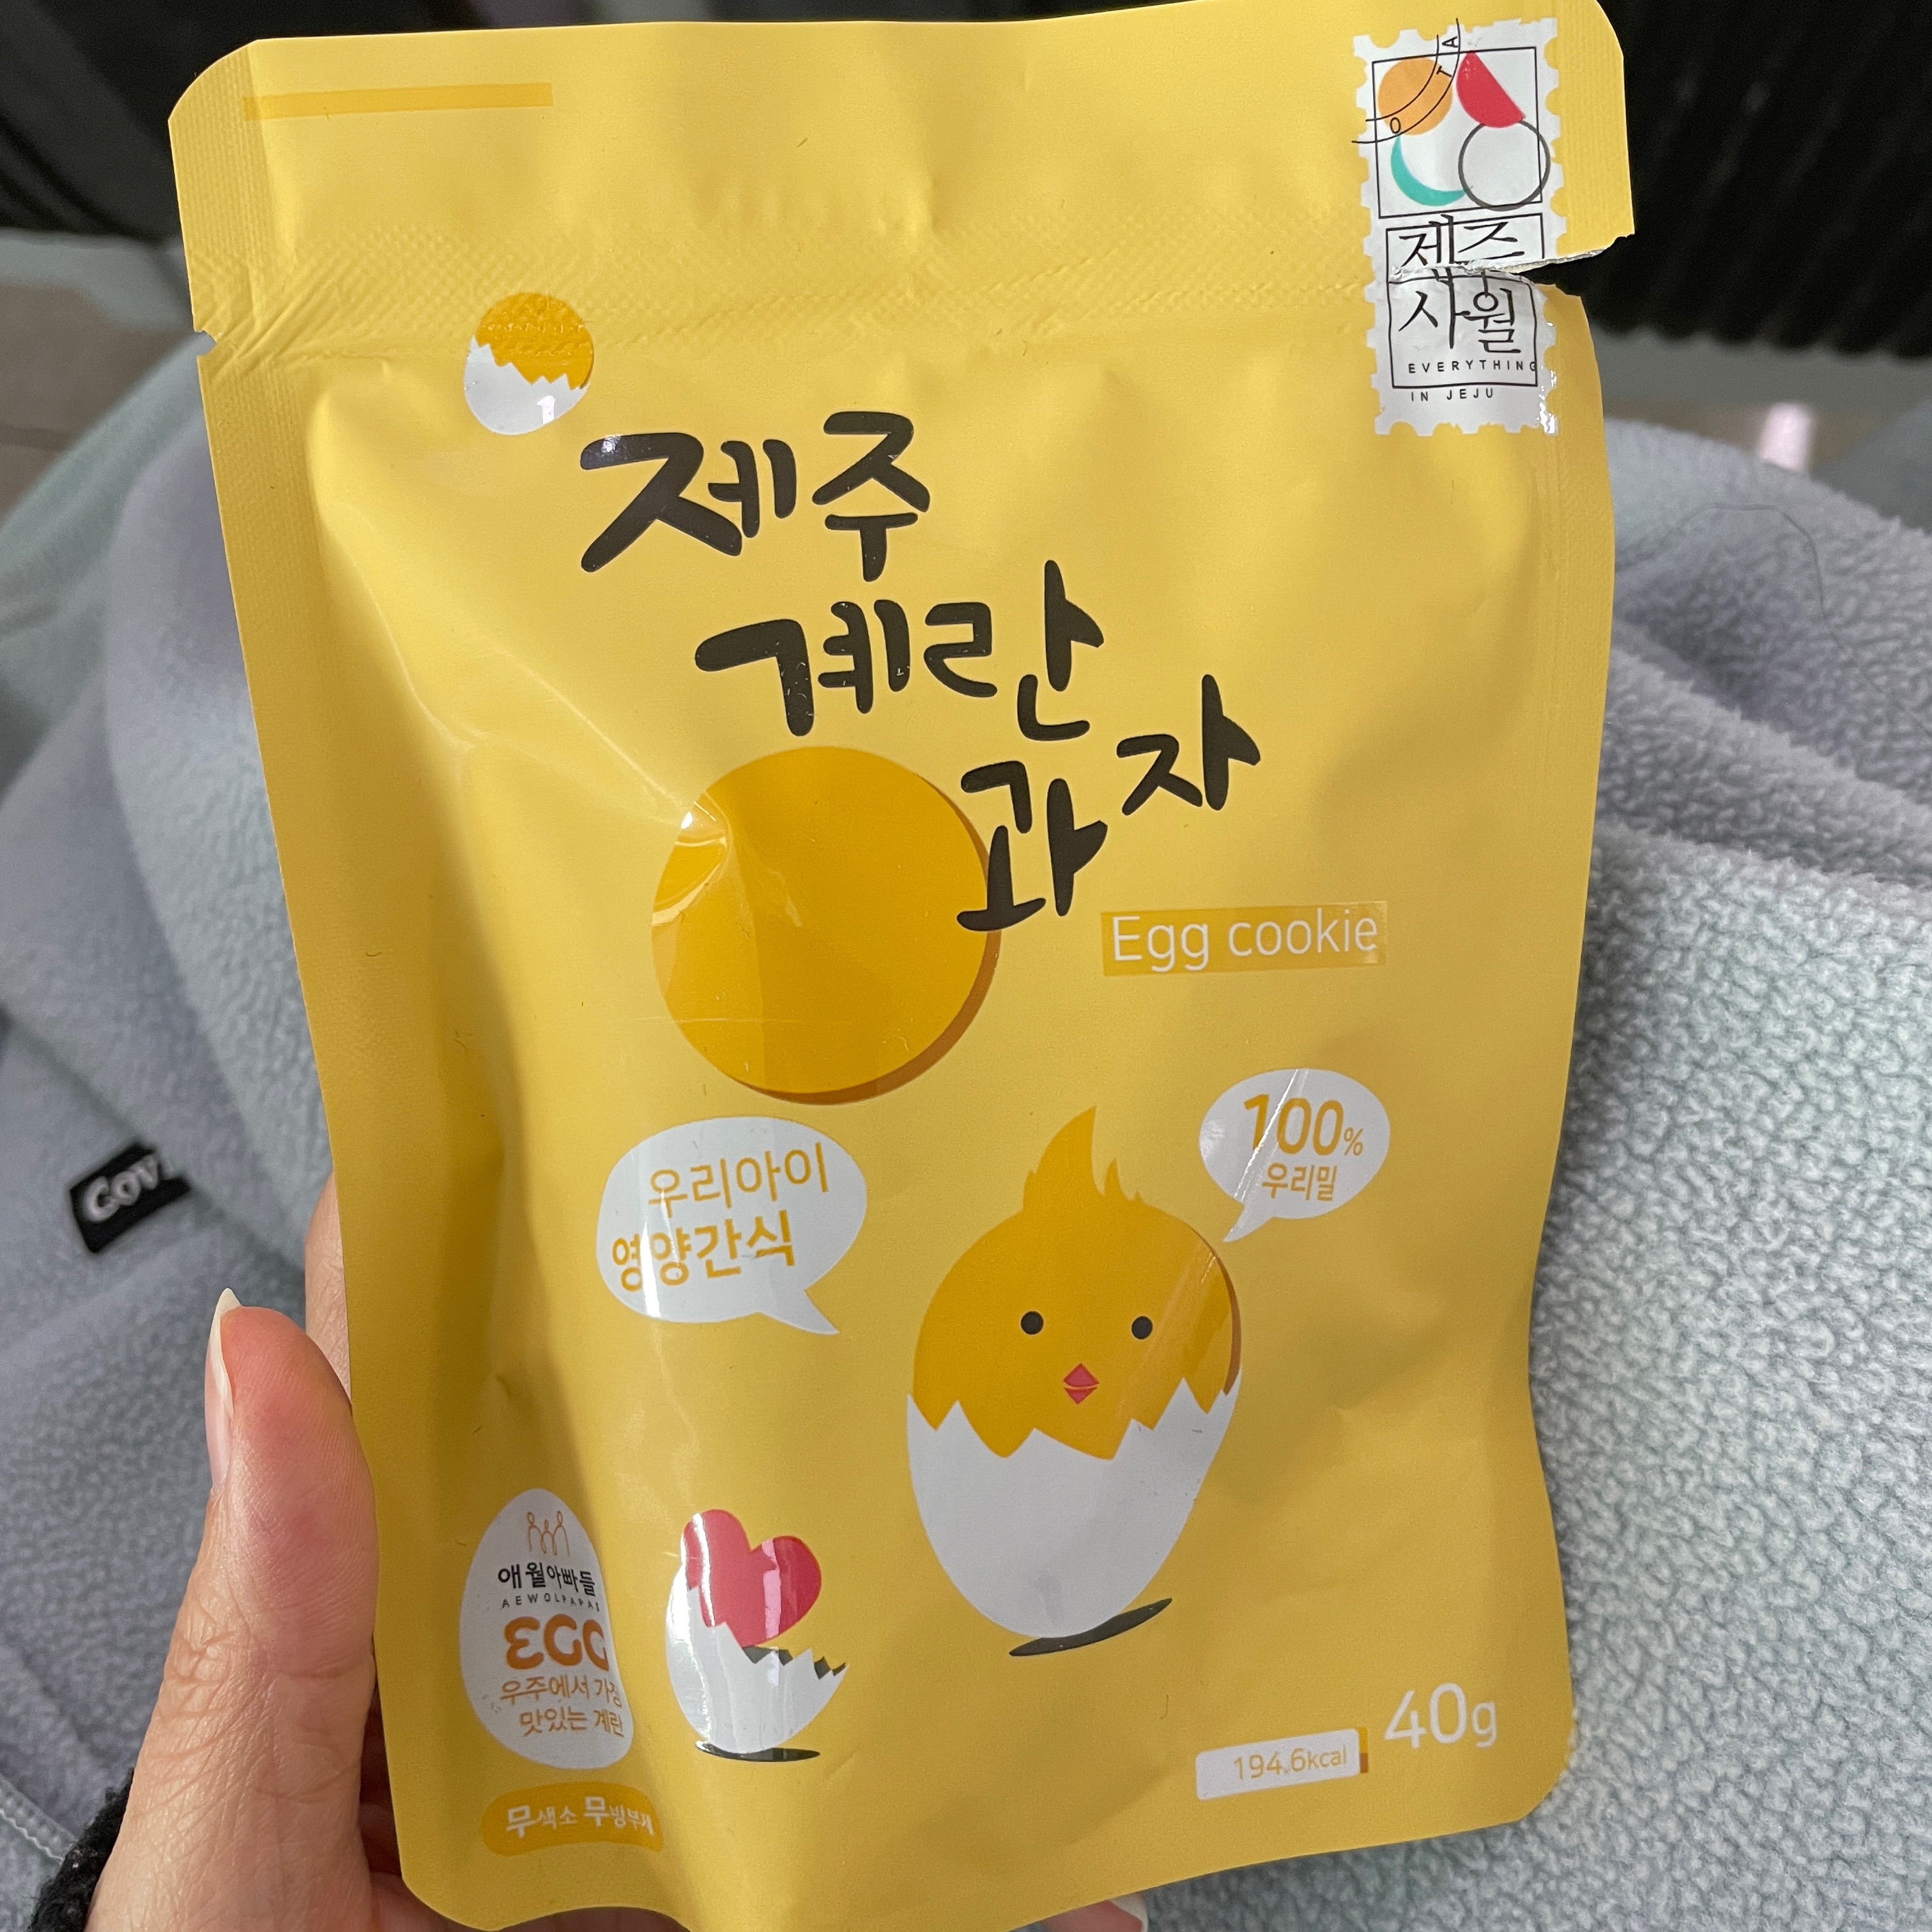 제주
사월
EVERYTHING
IN JEJU
제주
계란
과자
Egg cookie
100%
우리밀
우리아이
영양간식
애월아빠들
AEWOLPAPAS
EGG
우주에서 가장
맛있는 계란
무색소 무방부제
194.6kcal
40g